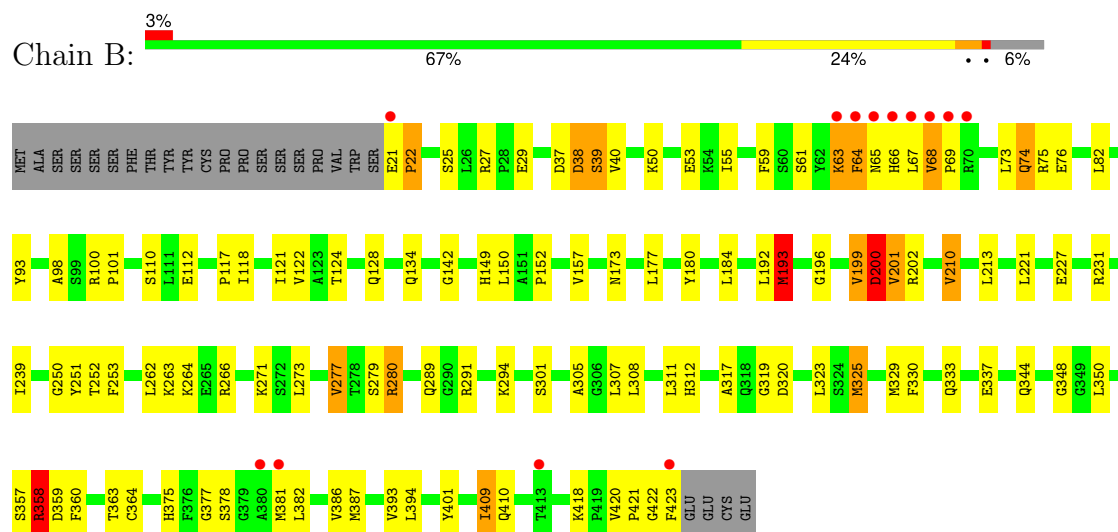 3%
Chain B:
67% 24% • • 6%
MET ALA SER SER SER SER PHE THR TYR TYR CYS PRO PRO SER SER SER PRO VAL TRP SER E21 P22 S25 L26 R27 P28 E29 D37 D38 S39 V40 K50 E53 K54 I55 F59 S60 S61 Y62 K63 F64 N65 H66 L67 V68 P69 R70 L73 Q74 R75 E76 L82
Y93 A98 S99 R100 P101 S110 L111 E112 P117 I118 I121 V122 A123 T124 Q128 Q134 G142 H149 L150 A151 P152 V157 N173 L177 Y180 L184 L192 M193 G196 V199 D200 V201 R202 V210 L213 L221 E227 R231
I239 G250 Y251 T252 F253 L262 K263 K264 E265 R266 K271 S272 L273 V277 T278 S279 R280 Q289 G290 R291 K294 S301 A305 G306 L307 L308 L311 H312 A317 Q318 G319 D320 L323 S324 M325 M329 F330 Q333 E337 Q344 G348 G349 L350
S357 R358 D359 F360 T363 C364 H375 F376 G377 S378 G379 A380 M381 L382 V386 M387 V393 L394 Y401 I409 Q410 T413 K418 P419 V420 P421 G422 F423 GLU GLU CYS GLU